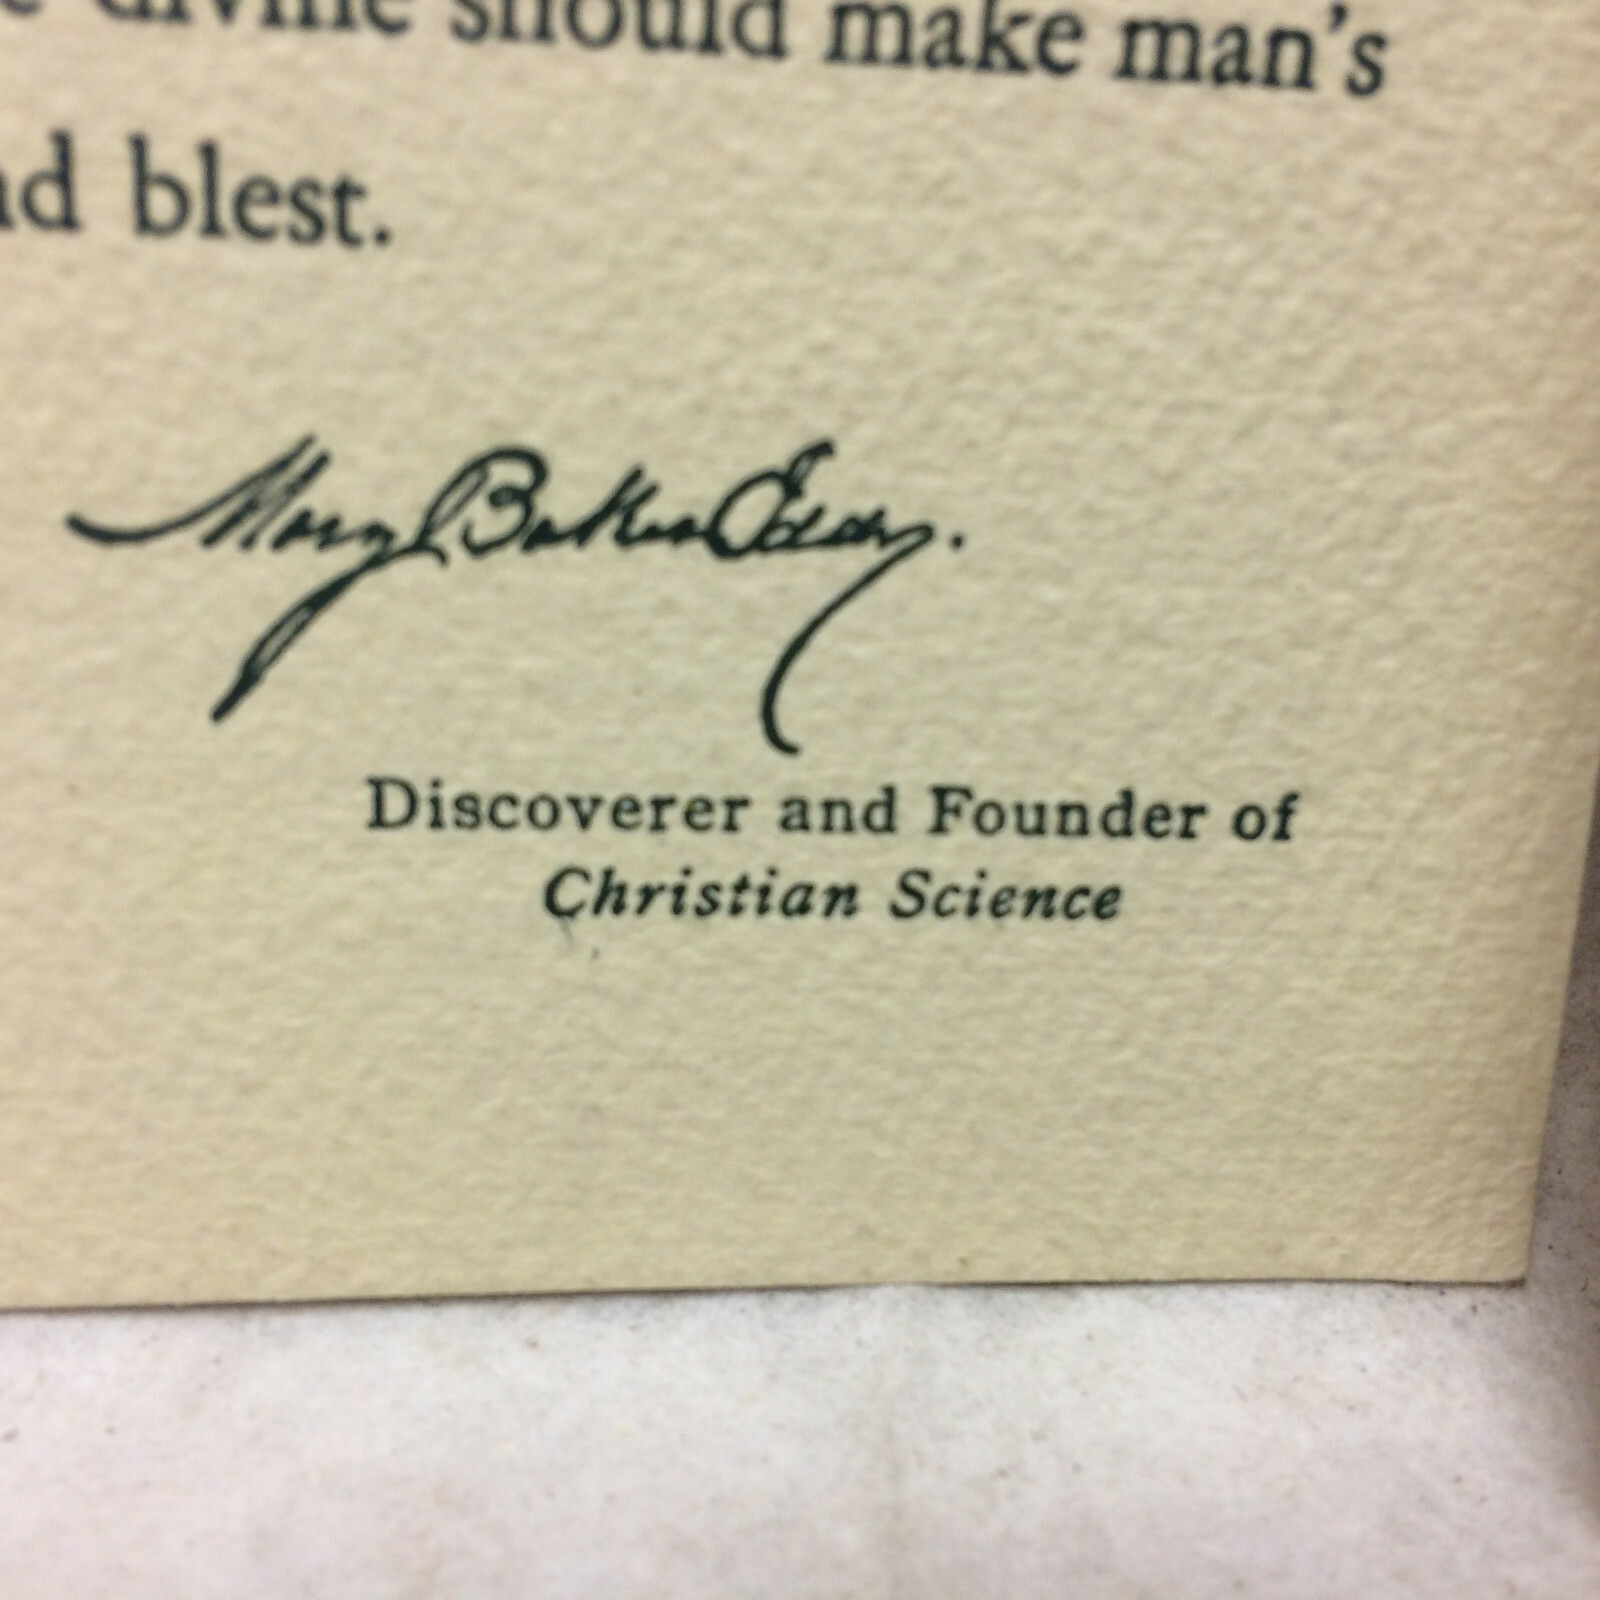 divine should make man's
blest.
Mary Baker Eddy.
Discoverer and Founder of
Christian Science